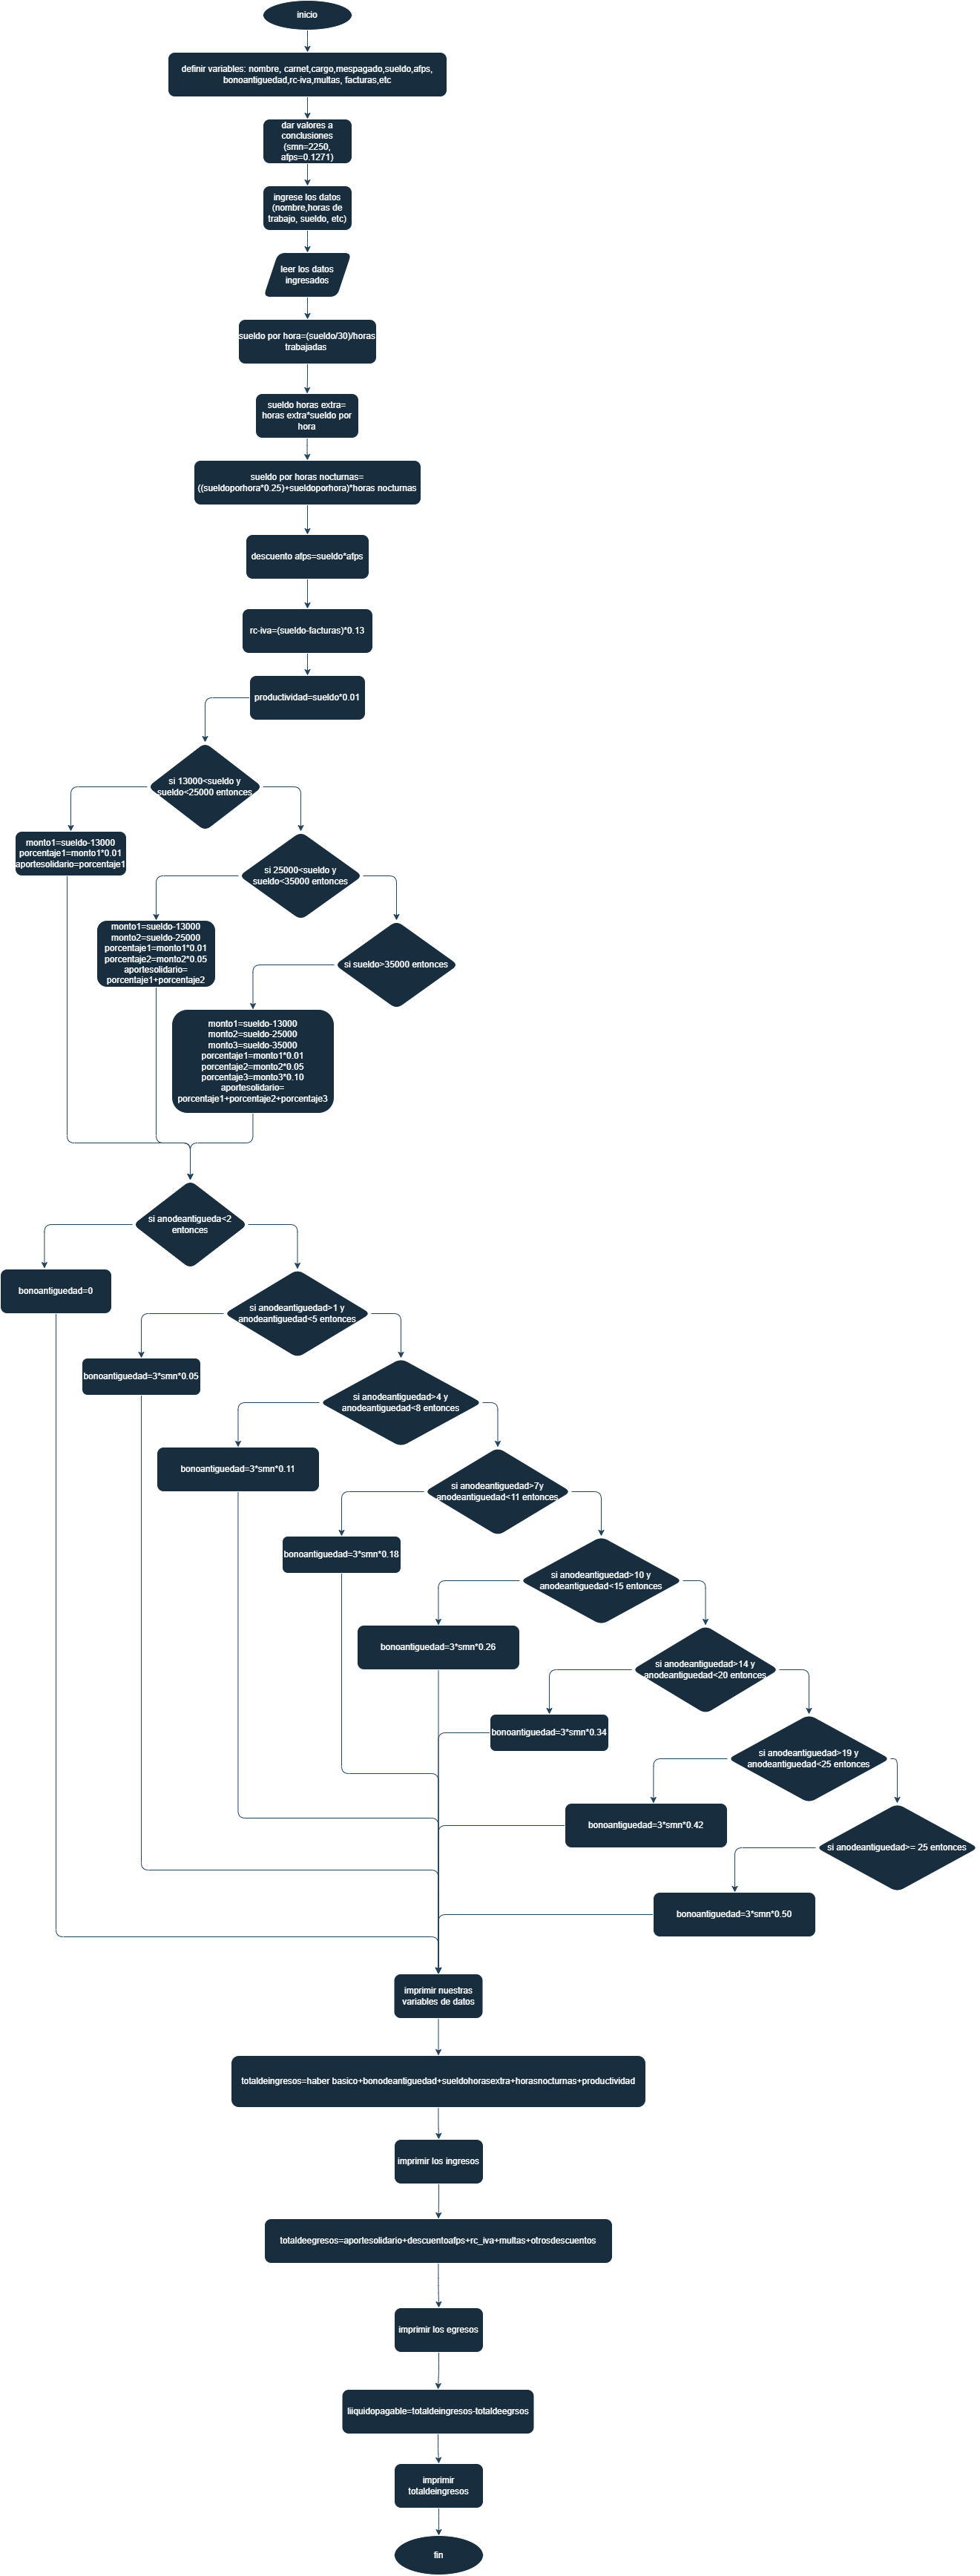 inicio
definir variables: nombre, carnet,cargo,mespagado,sueldo,afps,
bonoantiguedad,rc-iva,multas, facturas,etc
dar valores a
conclusiones
(smn=2250,
afps=0.1271)
ingrese los datos
(nombre,horas de
trabajo, sueldo, etc)
leer los datos
ingresados
sueldo por hora=(sueldo/30)/horas
trabajadas
sueldo horas extra=
horas extra*sueldo por
hora
sueldo por horas nocturnas=
((sueldoporhora*0.25)+sueldoporhora)*horas nocturnas
descuento afps=sueldo*afps
rc-iva=(sueldo-facturas)*0.13
productividad=sueldo*0.01
si 13000<sueldo y
sueldo<25000 entonces
monto1=sueldo-13000
porcentaje1=monto1*0.01
aportesolidario=porcentaje1
si 25000<sueldo y
sueldo<35000 entonces
monto1=sueldo-13000
monto2=sueldo-25000
porcentaje1=monto1*0.01
porcentaje2=monto2*0.05
aportesolidario=
porcentaje1+porcentaje2
si sueldo>35000 entonces
monto1=sueldo-13000
monto2=sueldo-25000
monto3=sueldo-35000
porcentaje1=monto1*0.01
porcentaje2=monto2*0.05
porcentaje3=monto3*0.10
aportesolidario=
porcentaje1+porcentaje2+porcentaje3
si anodeantigueda<2
entonces
bonoantiguedad=0
si anodeantiguedad>1 y
anodeantiguedad<5 entonces
bonoantiguedad=3*smn*0.05
si anodeantiguedad>4 y
anodeantiguedad<8 entonces
bonoantiguedad=3*smn*0.11
si anodeantiguedad>7y
anodeantiguedad<11 entonces
bonoantiguedad=3*smn*0.18
si anodeantiguedad>10 y
anodeantiguedad<15 entonces
bonoantiguedad=3*smn*0.26
si anodeantiguedad>14 y
anodeantiguedad<20 entonces
bonoantiguedad=3*smn*0.34
si anodeantiguedad>19 y
anodeantiguedad<25 entonces
bonoantiguedad=3*smn*0.42
si anodeantiguedad>= 25 entonces
bonoantiguedad=3*smn*0.50
imprimir nuestras
variables de datos
totaldeingresos=haber basico+bonodeantiguedad+sueldohorasextra+horasnocturnas+productividad
imprimir los ingresos
totaldeegresos=aportesolidario+descuentoafps+rc_iva+multas+otrosdescuentos
imprimir los egresos
liiquidopagable=totaldeingresos-totaldeegrsos
imprimir
totaldeingresos
fin